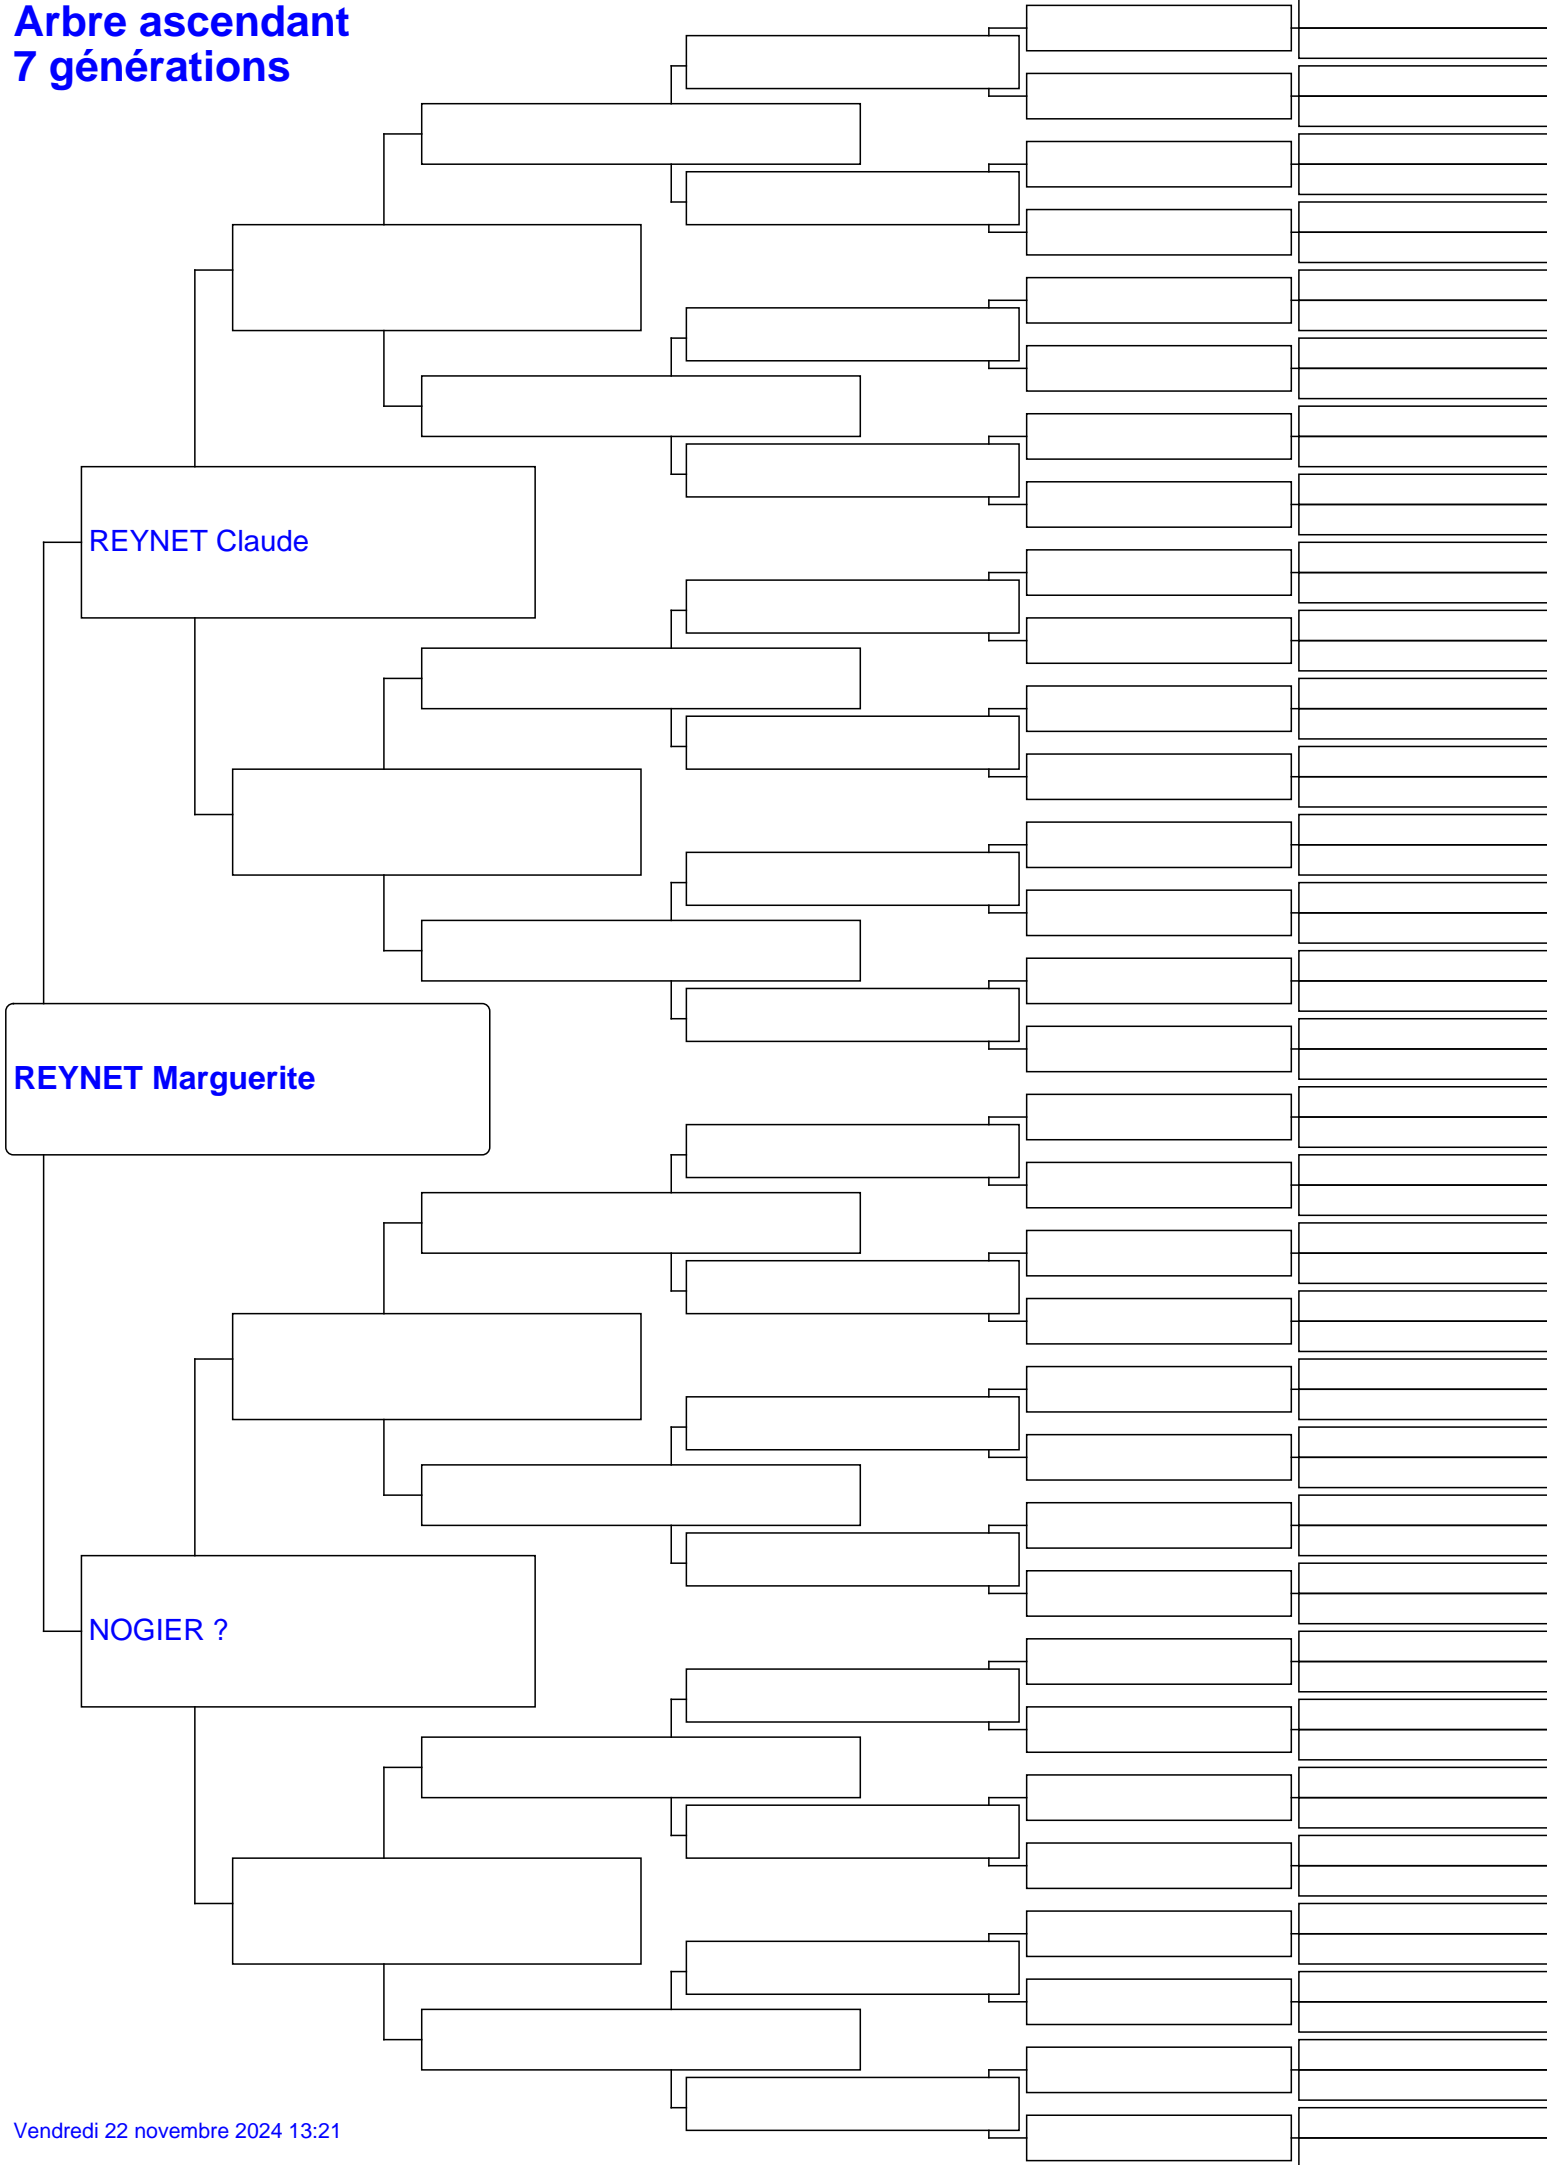 Arbre ascendant
7 générations
REYNET Claude
REYNET Marguerite
NOGIER ?
Vendredi 22 novembre 2024 13:21